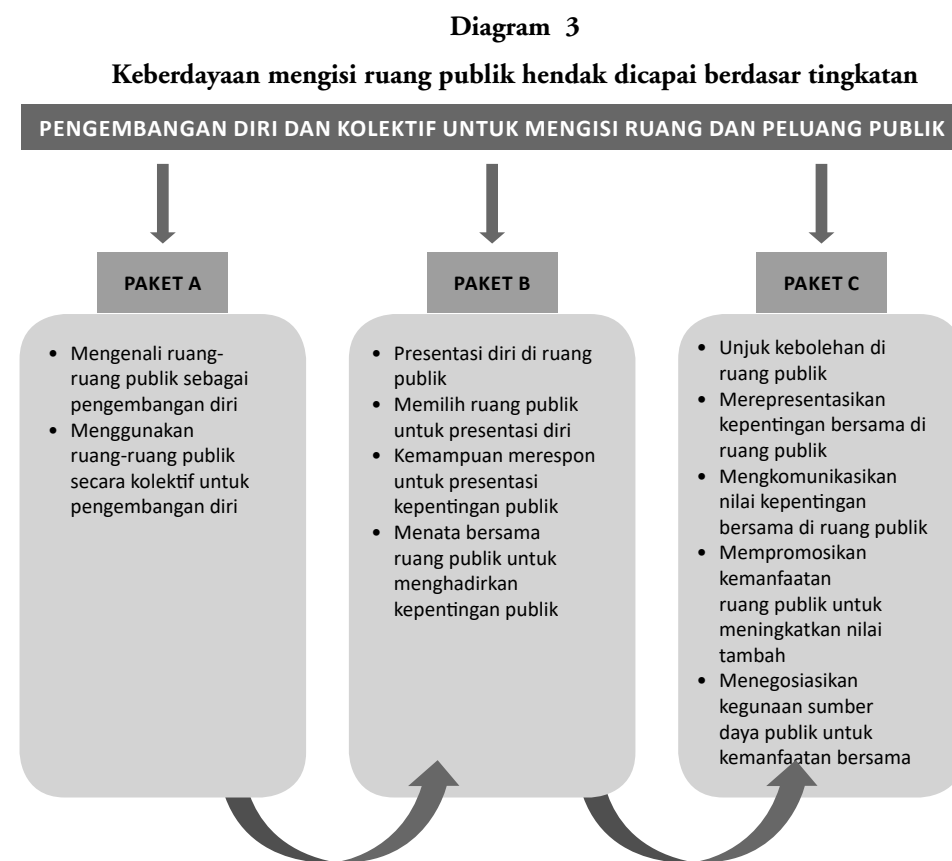 Diagram 3
Keberdayaan mengisi ruang publik hendak dicapai berdasar tingkatan
PENGEMBANGAN DIRI DAN KOLEKTIF UNTUK MENGISI RUANG DAN PELUANG PUBLIK
PAKET A
• Mengenali ruang-
ruang publik sebagai
pengembangan diri
• Menggunakan
ruang-ruang publik
secara kolektif untuk
pengembangan diri
PAKET B
• Presentasi diri di ruang
publik
• Memilih ruang publik
untuk presentasi diri
• Kemampuan merespon
untuk presentasi
kepentingan publik
• Menata bersama
ruang publik untuk
menghadirkan
kepentingan publik
PAKET C
• Unjuk kebolehan di
ruang publik
• Merepresentasikan
kepentingan bersama di
ruang publik
• Mengkomunikasikan
nilai kepentingan
bersama di ruang publik
• Mempromosikan
kemanfaatan
ruang publik untuk
meningkatkan nilai
tambah
• Menegosiasikan
kegunaan sumber
daya publik untuk
kemanfaatan bersama